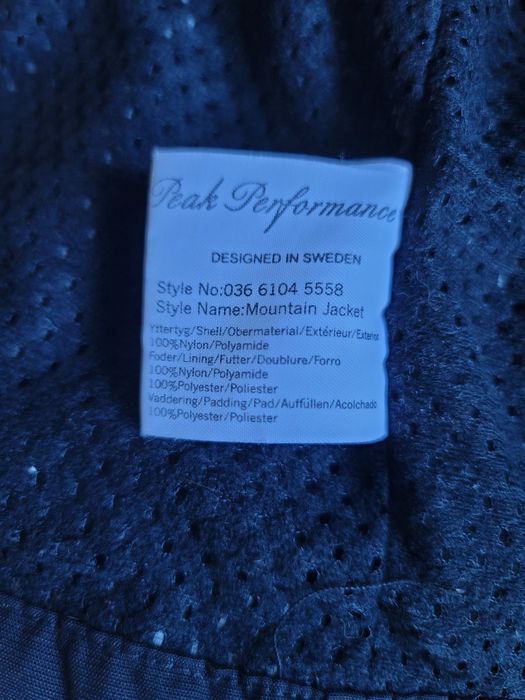 Peak Performance
DESIGNED IN SWEDEN
Style No:036 6104 5558
Style Name:Mountain Jacket
Yttertyg/Shell/Obermaterial/Extérieur/Exterior
100%Nylon/Polyamide
Foder/Lining/Futter/Doublure/Forro
100%Nylon/Polyamide
100%Polyester/Poliester
Vaddering/Padding/Pad/Auffüllen/Acolchado
100%Polyester/Poliester